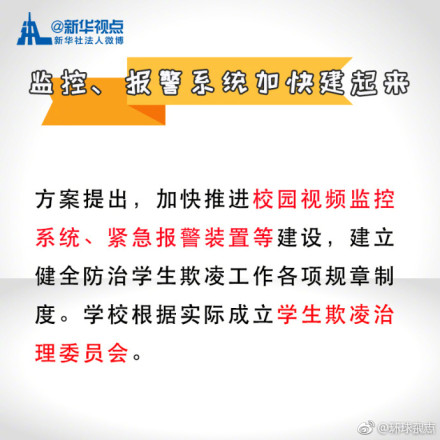 @新华视点
新华社法人微博
监控、报警系统加快建起来
方案提出，加快推进校园视频监控
系统、紧急报警装置等建设，建立
健全防治学生欺凌工作各项规章制
度。学校根据实际成立学生欺凌治
理委员会。
@环球视点